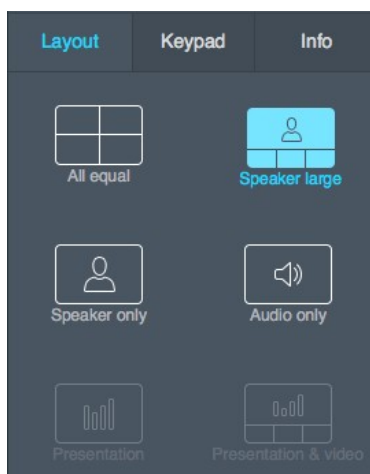 Layout Keypad Info
All equal Speaker large
Speaker only Audio only
Presentation Presentation & video